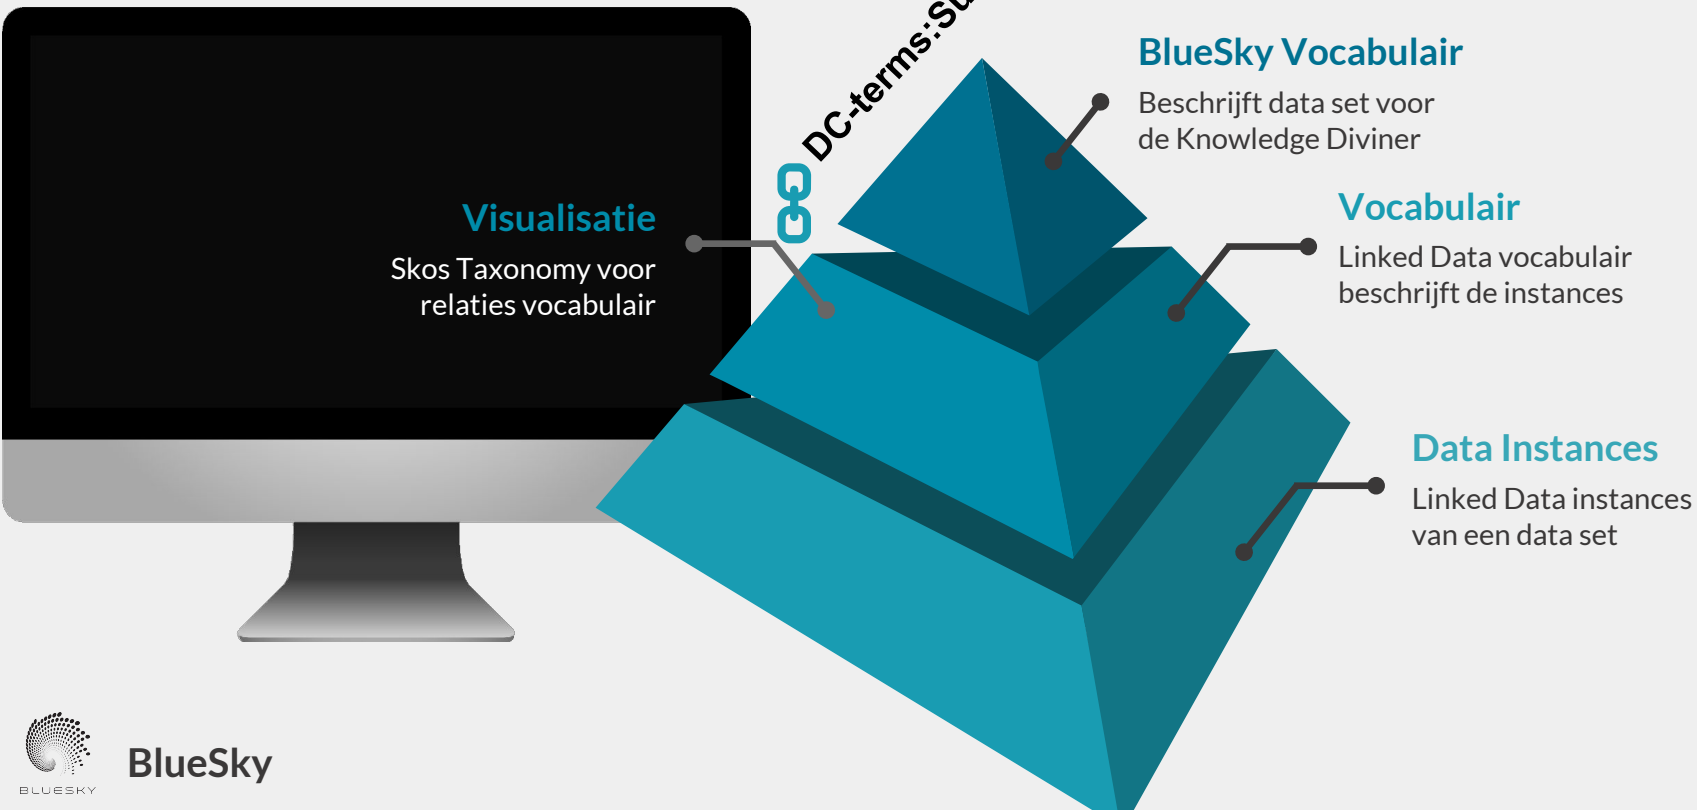 DC-terms:Su
BlueSky Vocabulair
Beschrijft data set voor
de Knowledge Diviner
Visualisatie
Skos Taxonomy voor
relaties vocabulair
Vocabulair
Linked Data vocabulair
beschrijft de instances
Data Instances
Linked Data instances
van een data set
BLUESKY
BlueSky